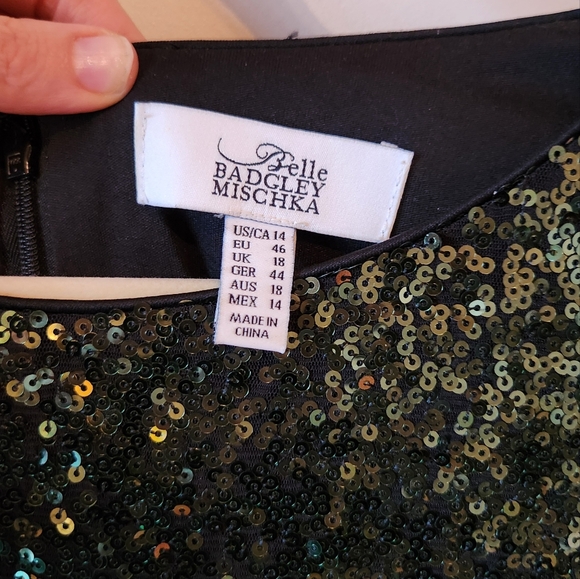 Belle
BADGLEY
MISCHKA
US/CA 14
EU 46
UK 18
GER 44
AUS 18
MEX 14
MADE IN
CHINA